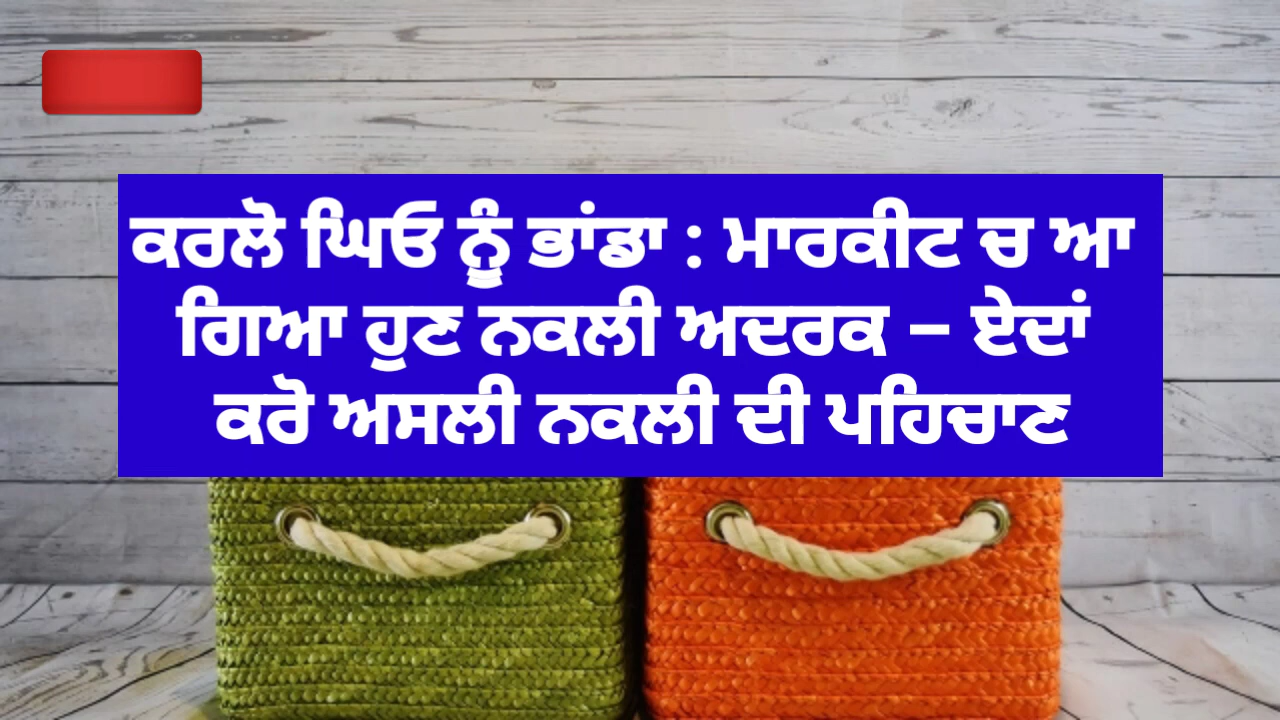 ਕਰਲੋ ਘਿਓ ਨੂੰ ਭਾਂਡਾ : ਮਾਰਕੀਟ ਚ ਆ
ਗਿਆ ਹੁਣ ਨਕਲੀ ਅਦਰਕ – ਏਦਾਂ
ਕਰੋ ਅਸਲੀ ਨਕਲੀ ਦੀ ਪਹਿਚਾਣ